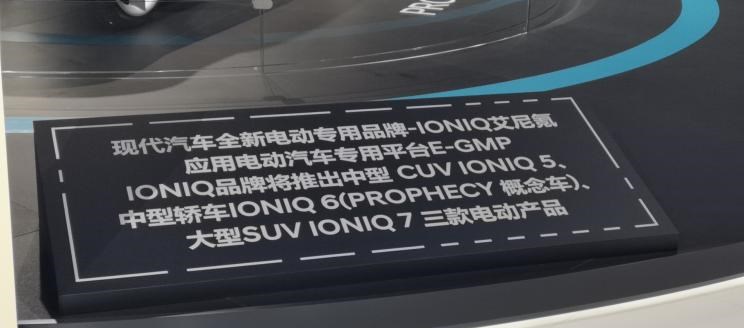 PRO
现代汽车全新电动专用品牌-IONIQ艾尼氪
应用电动汽车专用平台E-GMP
IONIQ品牌将推出中型 CUV IONIQ 5、
中型轿车IONIQ 6(PROPHECY 概念车)、
大型SUV IONIQ 7 三款电动产品